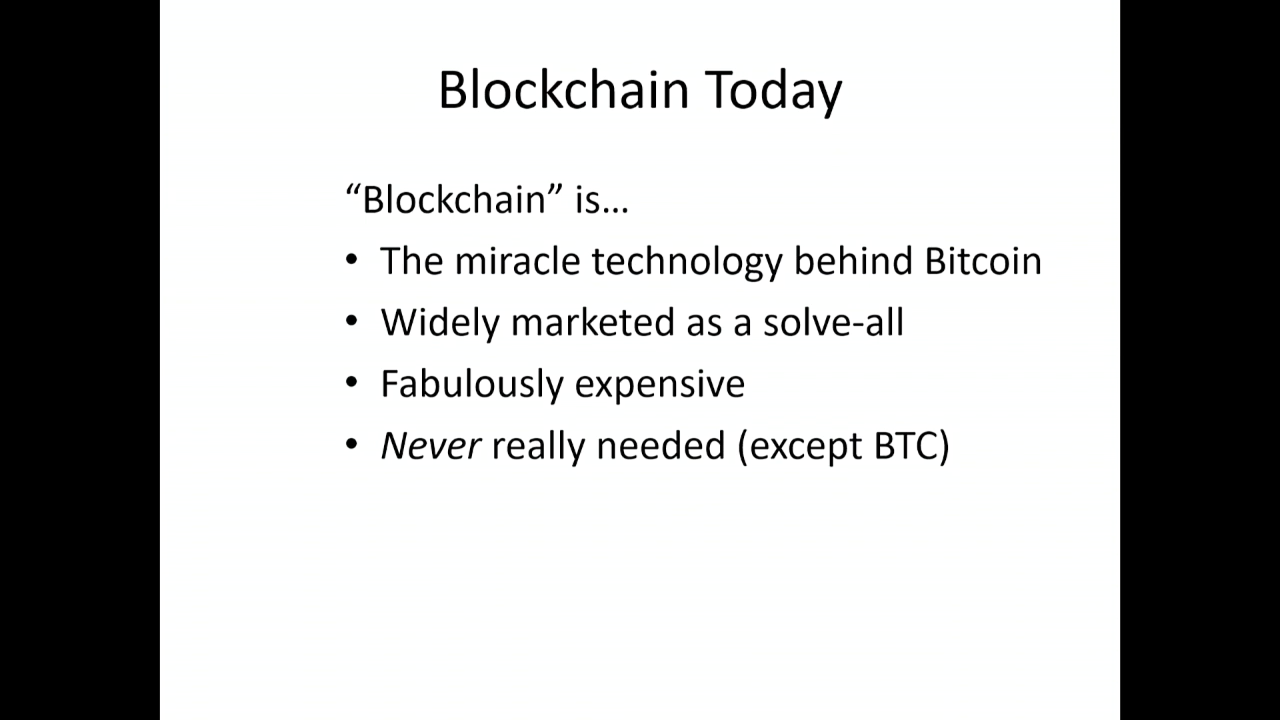 Blockchain Today
“Blockchain” is…
• The miracle technology behind Bitcoin
• Widely marketed as a solve-all
• Fabulously expensive
• Never really needed (except BTC)